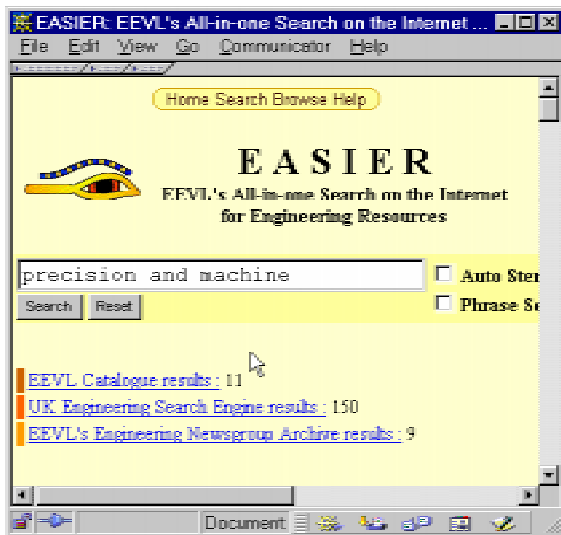 EASIER: EEVL's All-in-one Search on the Internet ...
File Edit View Go Communicator Help
Home Search Browse Help
E A S I E R
EEVL's All-in-one Search on the Internet
for Engineering Resources
precision and machine
Auto Stem
Search Reset
Phrase Se
EEVL Catalogue results : 11
UK Engineering Search Engine results : 150
EEVL's Engineering Newsgroup Archive results : 9
Document